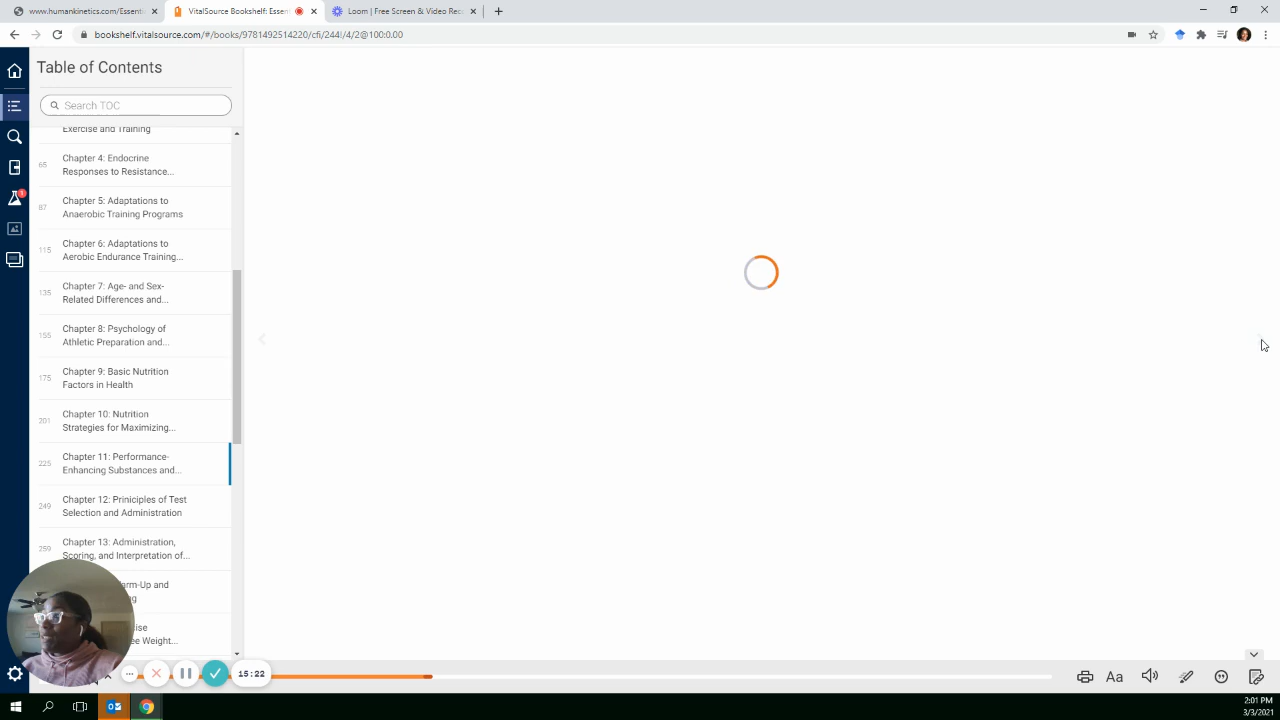 www.humankinetics.com/Essenti
VitalSource Bookshelf: Essent
Loom | Free Screen & Video Rec
bookshelf.vitalsource.com/#/books/9781492514220/cfi/244!/4/2@100:0.00
Table of Contents
Search TOC
Exercise and Training
65
Chapter 4: Endocrine
Responses to Resistance...
87
Chapter 5: Adaptations to
Anaerobic Training Programs
115
Chapter 6: Adaptations to
Aerobic Endurance Training...
135
Chapter 7: Age- and Sex-
Related Differences and...
155
Chapter 8: Psychology of
Athletic Preparation and...
175
Chapter 9: Basic Nutrition
Factors in Health
201
Chapter 10: Nutrition
Strategies for Maximizing...
225
Chapter 11: Performance-
Enhancing Substances and...
249
Chapter 12: Priniciples of Test
Selection and Administration
259
Chapter 13: Administration,
Scoring, and Interpretation of...
arm-Up and
Weight...
15:22
Aa
1
2:01 PM
3/3/2021